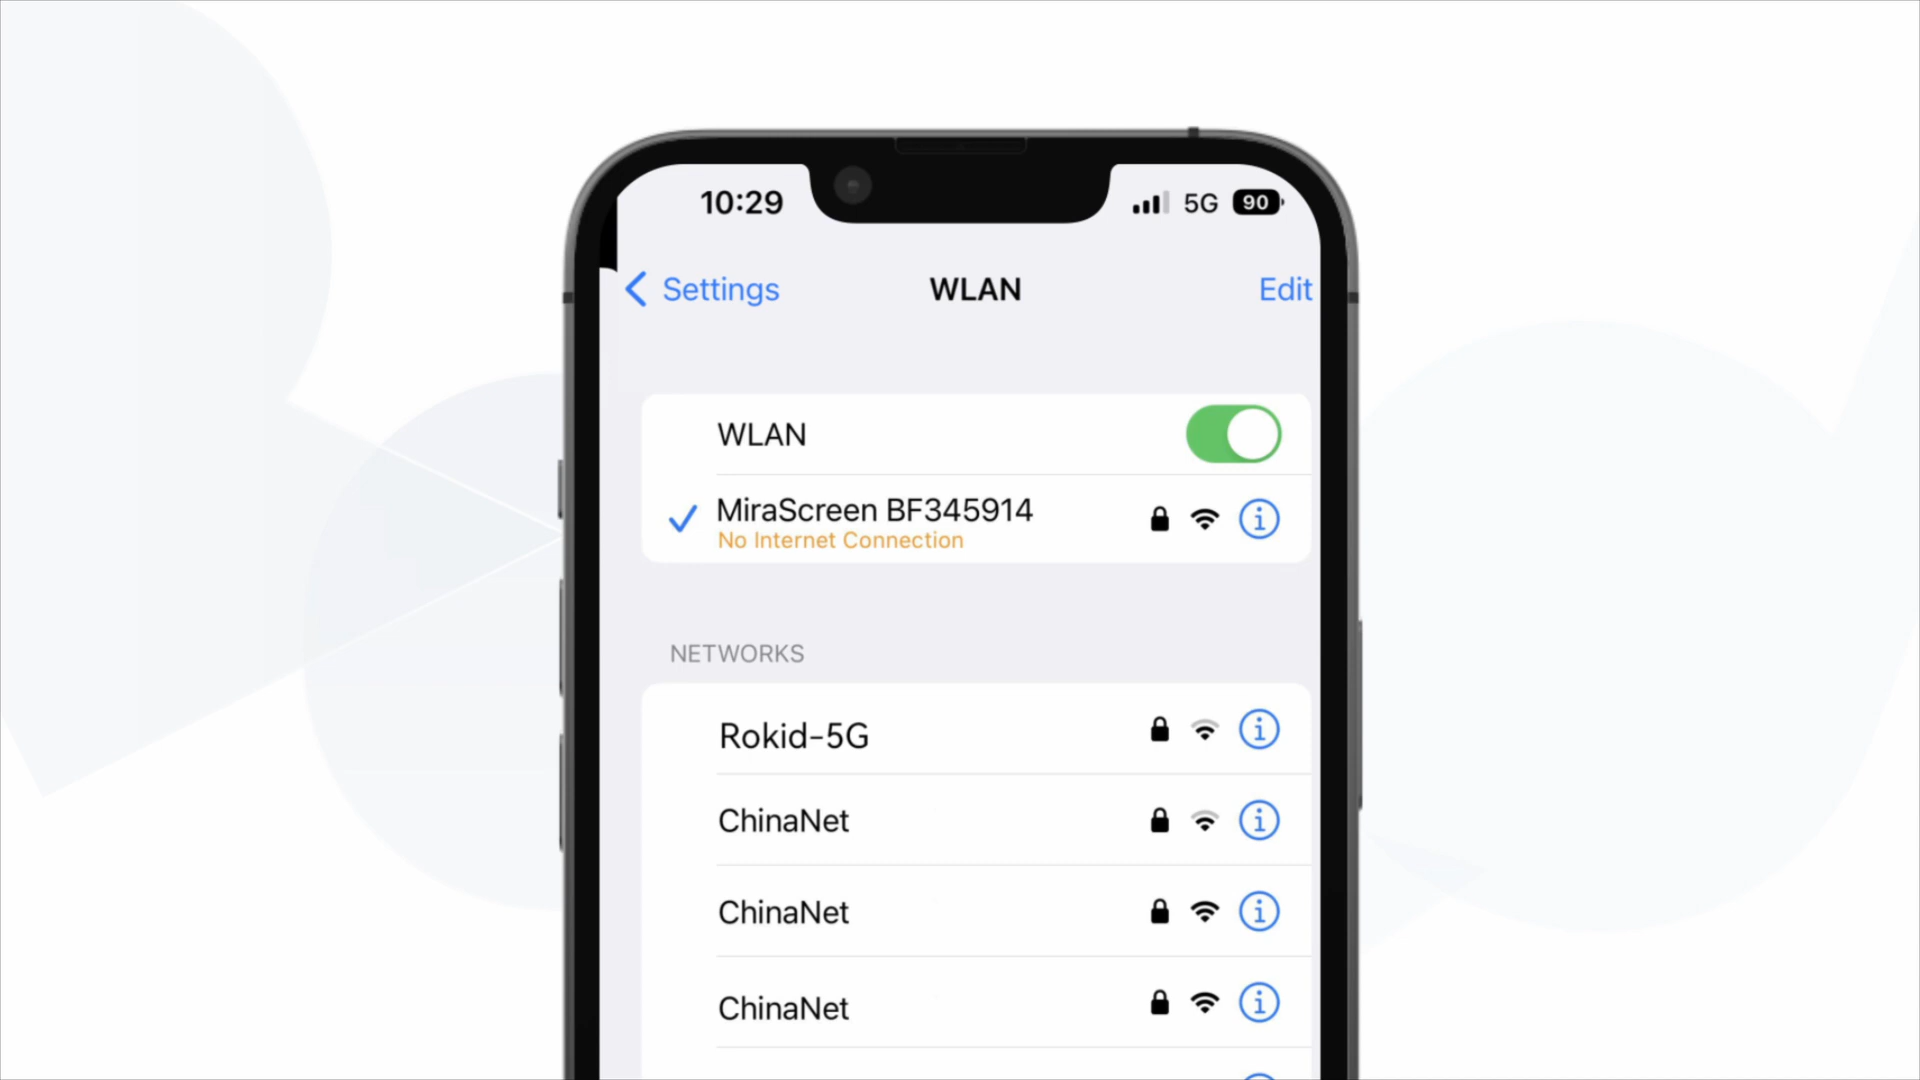 10:29
5G 90
Settings WLAN Edit
WLAN
MiraScreen BF345914
No Internet Connection
NETWORKS
Rokid-5G
ChinaNet
ChinaNet
ChinaNet